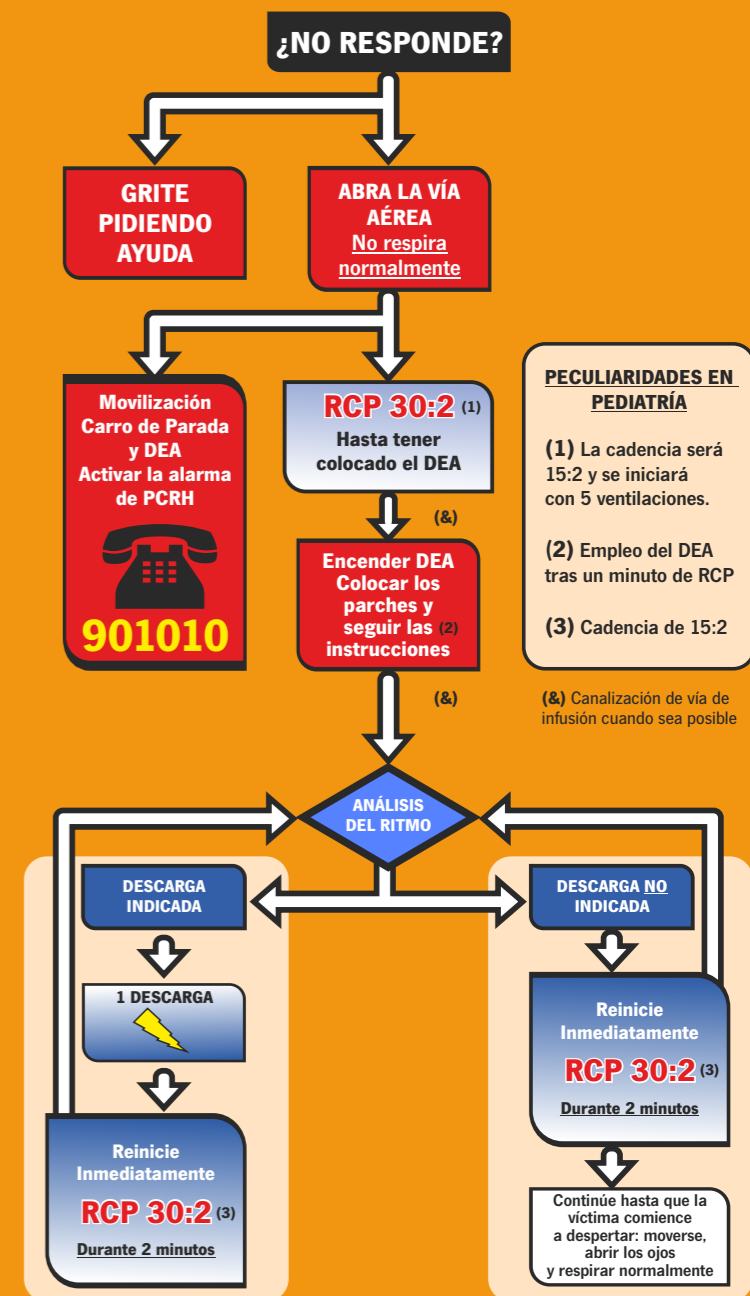 ¿NO RESPONDE?
GRITE
PIDIENDO
AYUDA
ABRA LA VÍA
AÉREA
No respira
normalmente
Movilización
Carro de Parada
y DEA
Activar la alarma
de PCRH
901010
RCP 30:2 (1)
Hasta tener
colocado el DEA
(&)
Encender DEA
Colocar los
parches y
seguir las (2)
instrucciones
(&)
PECULIARIDADES EN
PEDIATRÍA
(1) La cadencia será
15:2 y se iniciará
con 5 ventilaciones.
(2) Empleo del DEA
tras un minuto de RCP
(3) Cadencia de 15:2
(&) Canalización de vía de
infusión cuando sea posible
ANÁLISIS
DEL RITMO
DESCARGA
INDICADA
1 DESCARGA
Reinicie
Inmediatamente
RCP 30:2 (3)
Durante 2 minutos
DESCARGA NO
INDICADA
Reinicie
Inmediatamente
RCP 30:2 (3)
Durante 2 minutos
Continúe hasta que la
víctima comience
a despertar: moverse,
abrir los ojos
y respirar normalmente